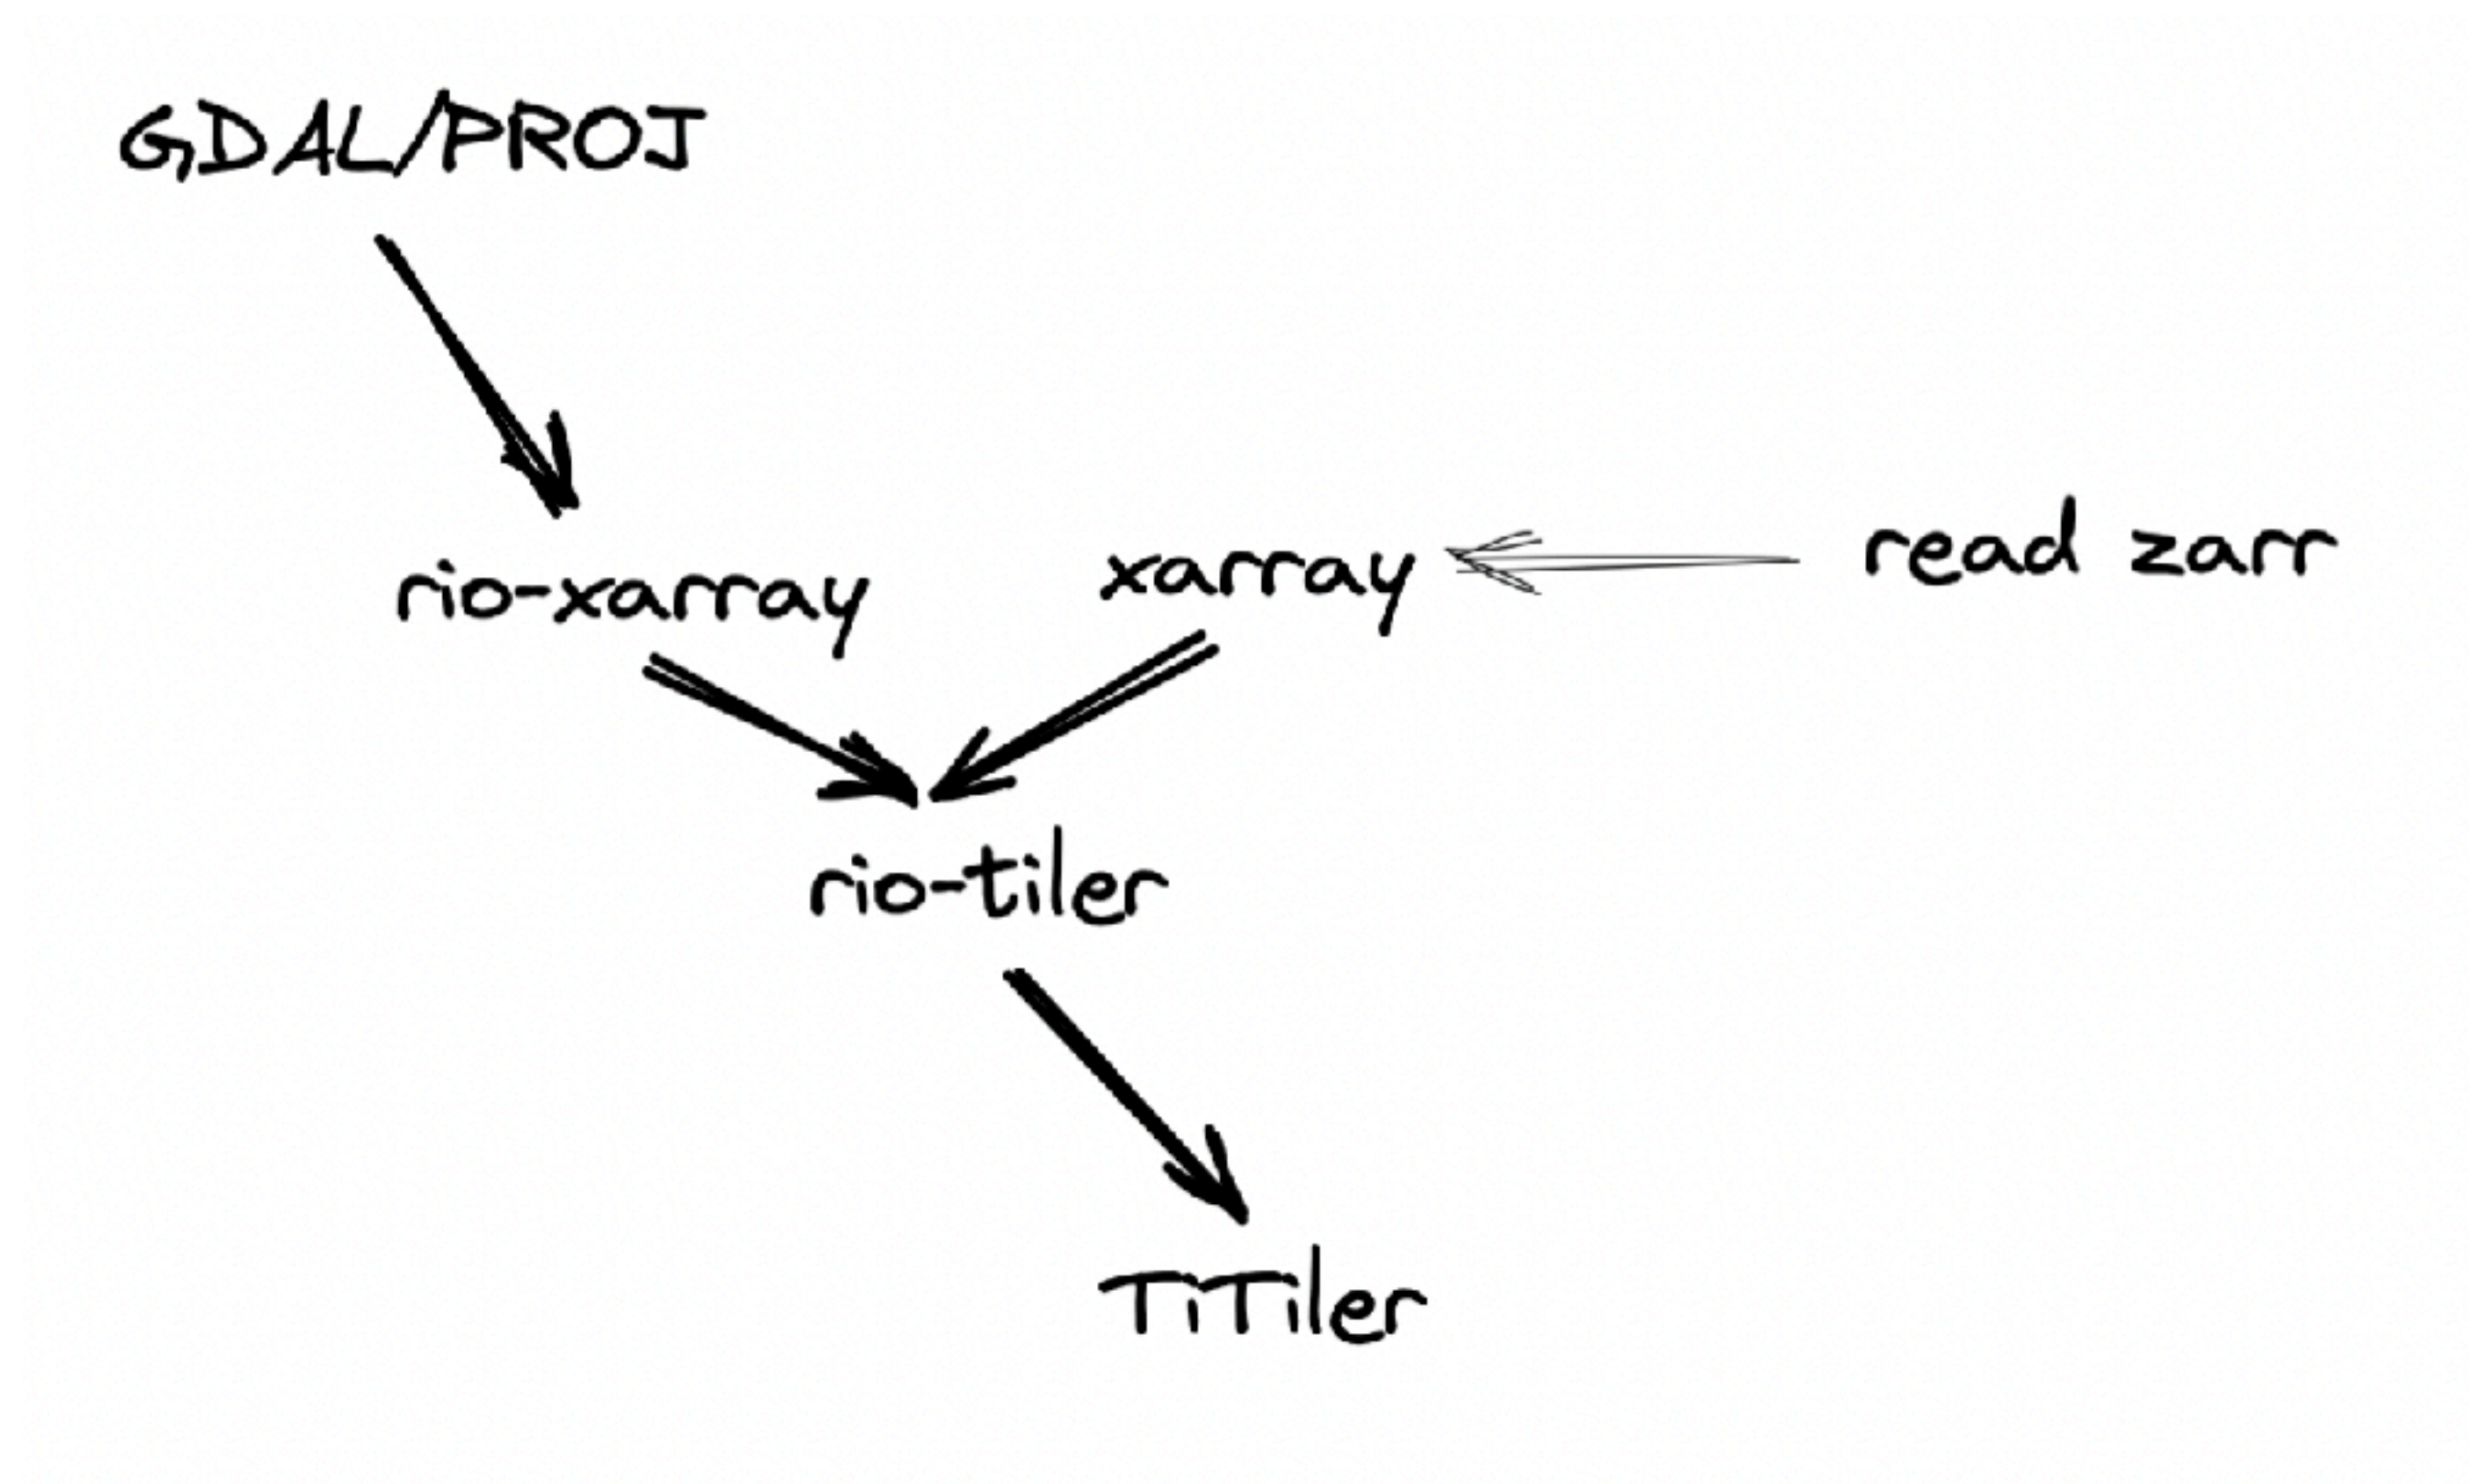 GDAL/PROJ
rio-xarray
xarray
read zarr
rio-tiler
TiTiler